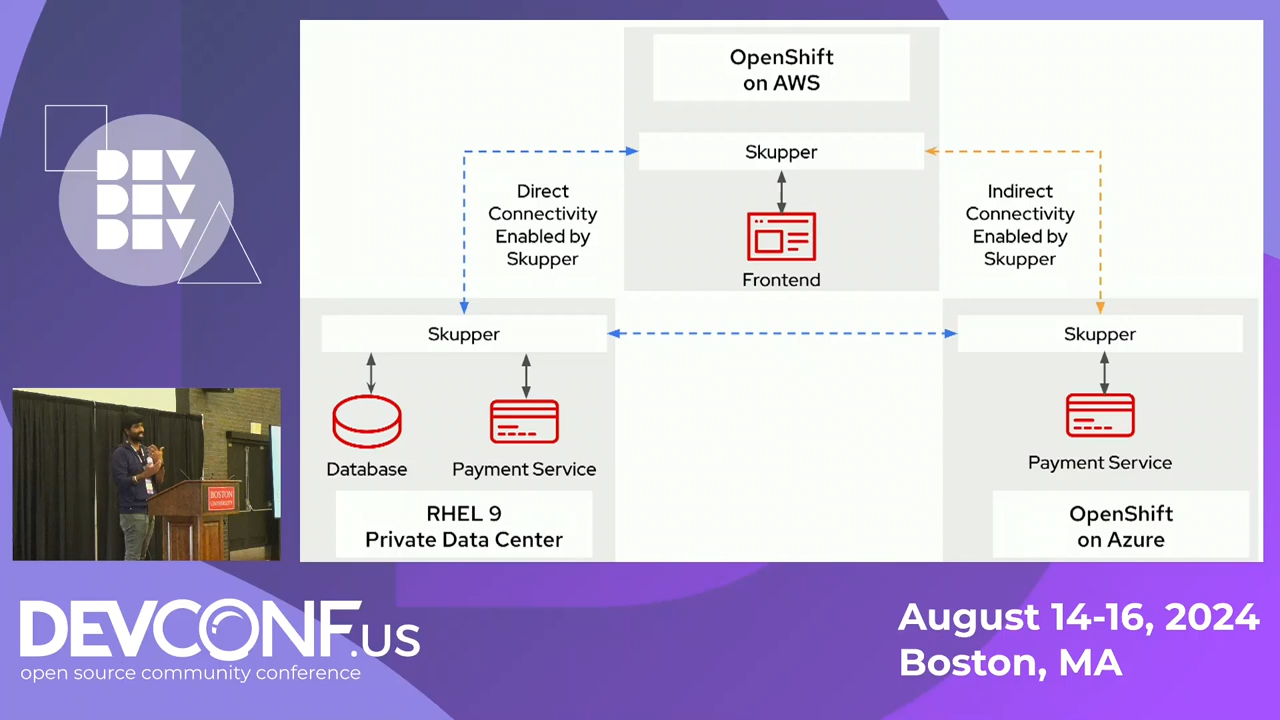 DEV
DEV
DEV
OpenShift
on AWS
Skupper
Direct
Connectivity
Enabled by
Skupper
Indirect
Connectivity
Enabled by
Skupper
Frontend
Skupper
Skupper
Database
Payment Service
Payment Service
RHEL 9
Private Data Center
OpenShift
on Azure
BOSTON
UNIVERSITY
DEVCONF.US
open source community conference
August 14-16, 2024
Boston, MA